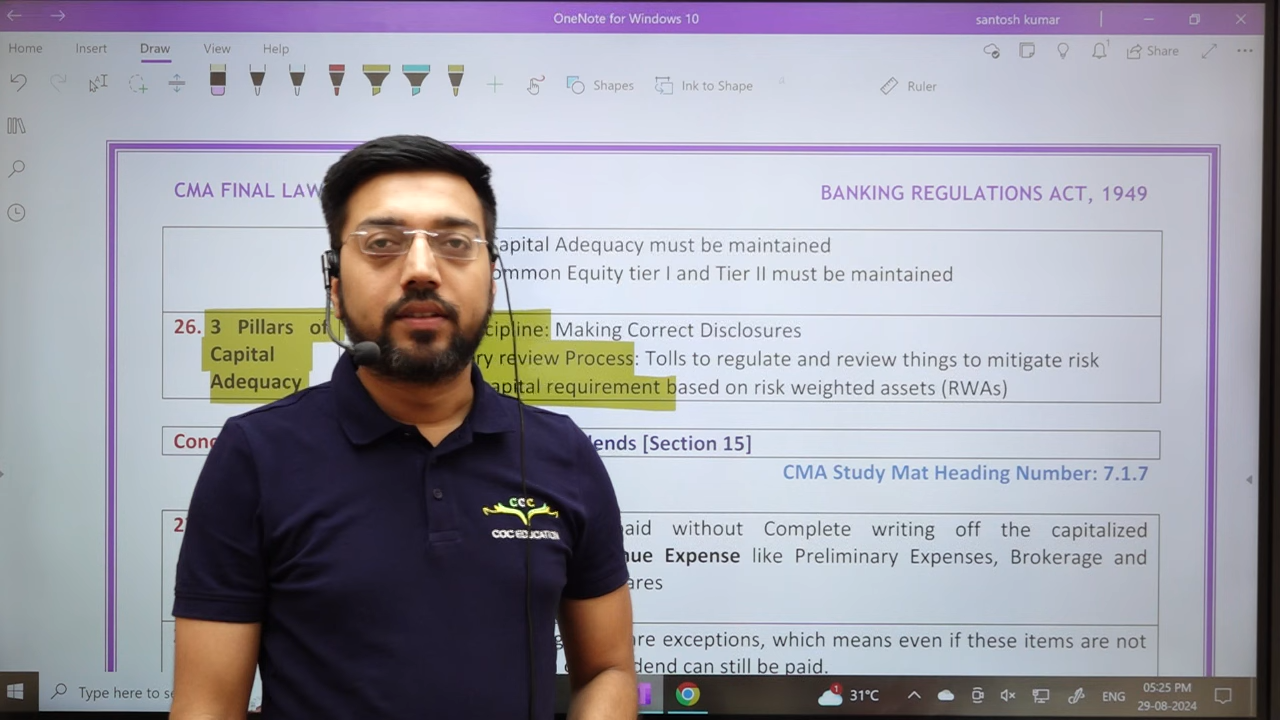 OneNote for Windows 10
santosh kumar
Home Insert Draw View Help
Share
Shapes
Ink to Shape
Ruler
CMA FINAL LAW
BANKING REGULATIONS ACT, 1949
apital Adequacy must be maintained
ommon Equity tier I and Tier II must be maintained
26. 3 Pillars of
Capital
Adequacy
cipline: Making Correct Disclosures
ry review Process: Tolls to regulate and review things to mitigate risk
apital requirement based on risk weighted assets (RWAs)
Conc
ends [Section 15]
CMA Study Mat Heading Number: 7.1.7
aid without Complete writing off the capitalized
nue Expense like Preliminary Expenses, Brokerage and
ares
re exceptions, which means even if these items are not
dend can still be paid.
CCC
COC EDUCATION
Type here to se
1
31°C
ENG
05:25 PM
29-08-2024